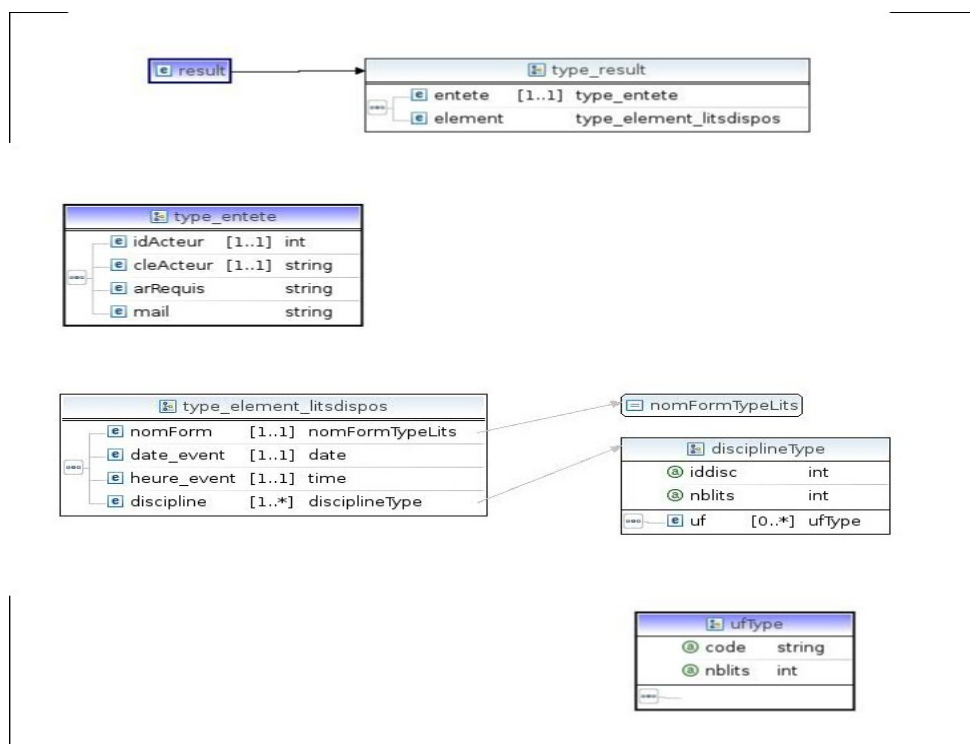 e result
type_result
e entete [1..1] type_entete
e element type_element_litsdispos
type_entete
e idActeur [1..1] int
e cleActeur [1..1] string
e arRequis string
e mail string
type_element_litsdispos
e nomForm [1..1] nomFormTypeLits
e date_event [1..1] date
e heure_event [1..1] time
e discipline [1..*] disciplineType
nomFormTypeLits
disciplineType
a iddisc int
a nblits int
e uf [0..*] ufType
ufType
a code string
a nblits int